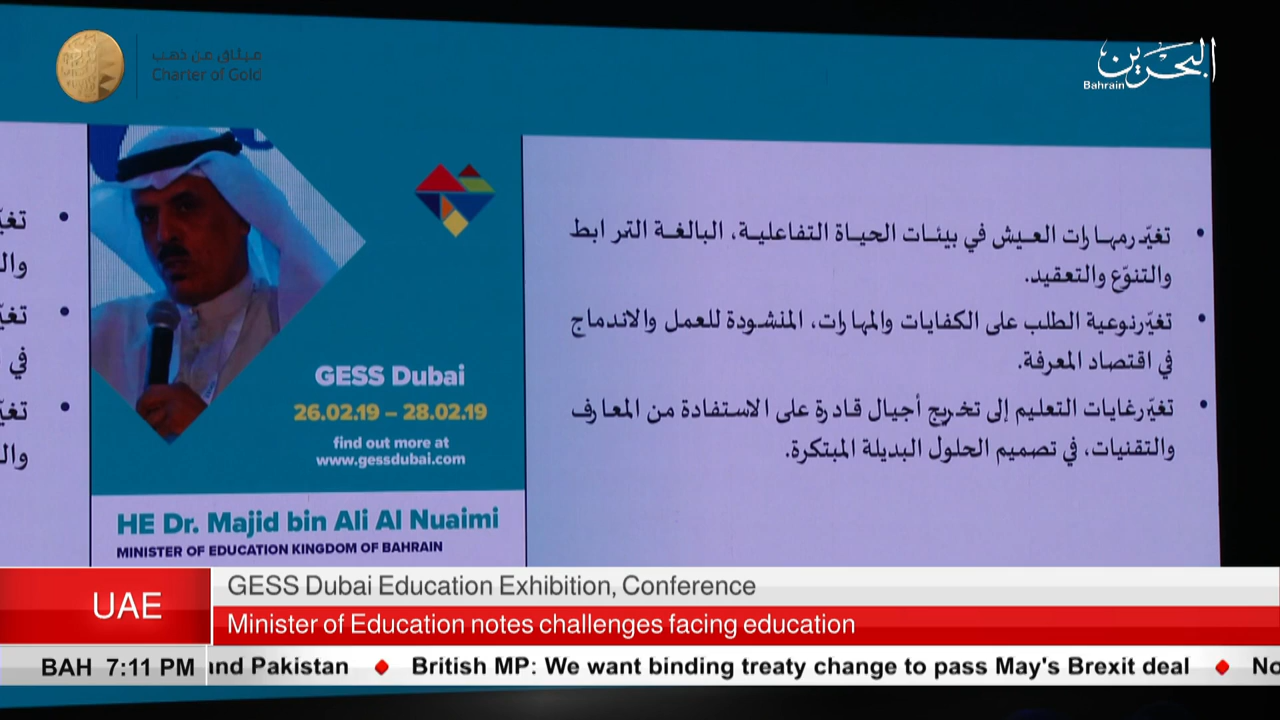 ميثاق من ذهب
Charter of Gold
البحرين
Bahrain
تغيّر مهارات العيش في بيئات الحياة التفاعلية، البالغة الترابط
والتنوّع والتعقيد.
تغيّر نوعية الطلب على الكفايات والمهارات، المنشودة للعمل والاندماج
في اقتصاد المعرفة.
تغيّر غايات التعليم إلى تخريج أجيال قادرة على الاستفادة من المعارف
والتقنيات، في تصميم الحلول البديلة المبتكرة.
GESS Dubai
26.02.19 – 28.02.19
find out more at
www.gessdubai.com
HE Dr. Majid bin Ali Al Nuaimi
MINISTER OF EDUCATION KINGDOM OF BAHRAIN
UAE
GESS Dubai Education Exhibition, Conference
Minister of Education notes challenges facing education
BAH 7:11 PM and Pakistan ♦ British MP: We want binding treaty change to pass May's Brexit deal ♦ No